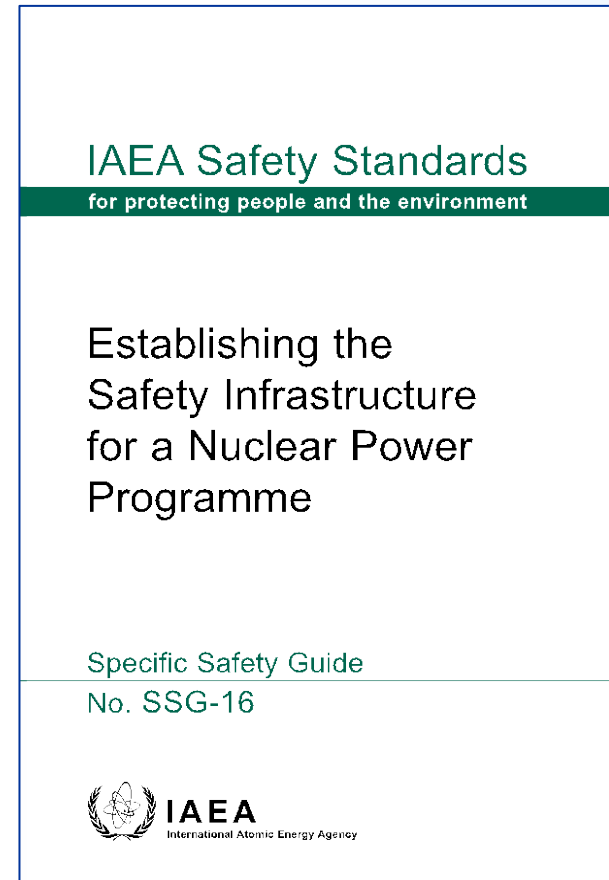 IAEA Safety Standards
for protecting people and the environment
Establishing the
Safety Infrastructure
for a Nuclear Power
Programme
Specific Safety Guide
No. SSG-16
IAEA
International Atomic Energy Agency